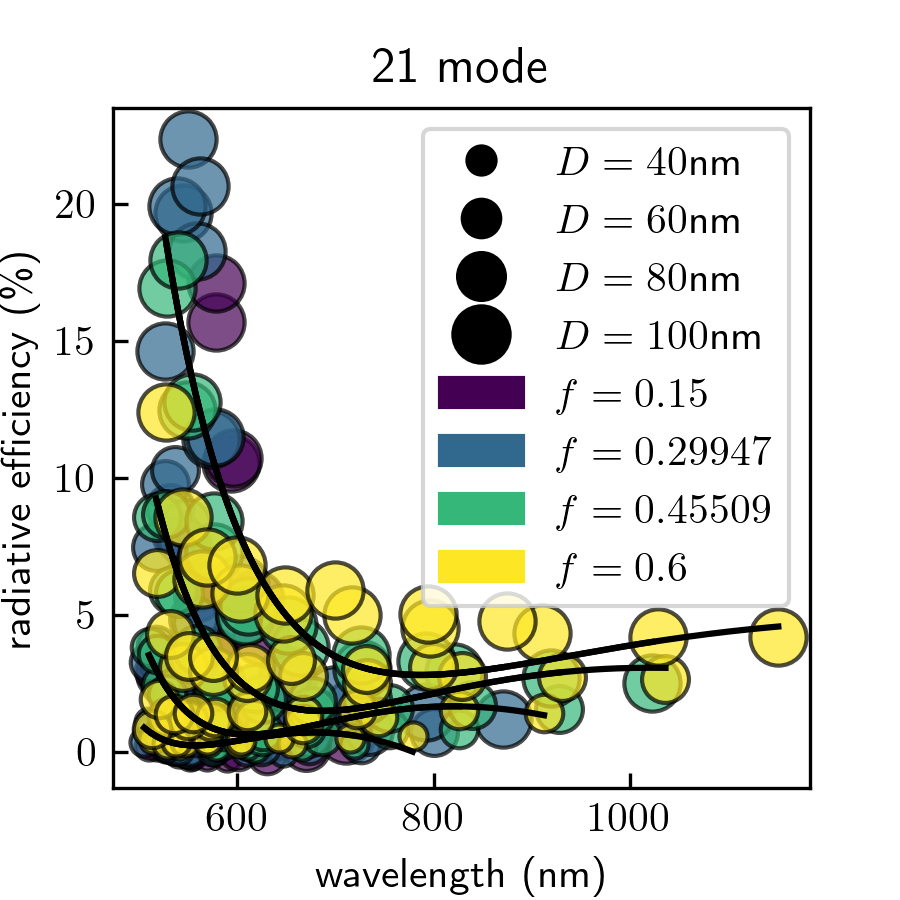 21 mode
radiative efficiency (%)
20
15
10
5
0
D = 40nm
D = 60nm
D = 80nm
D = 100nm
f = 0.15
f = 0.29947
f = 0.45509
f = 0.6
600 800 1000
wavelength (nm)